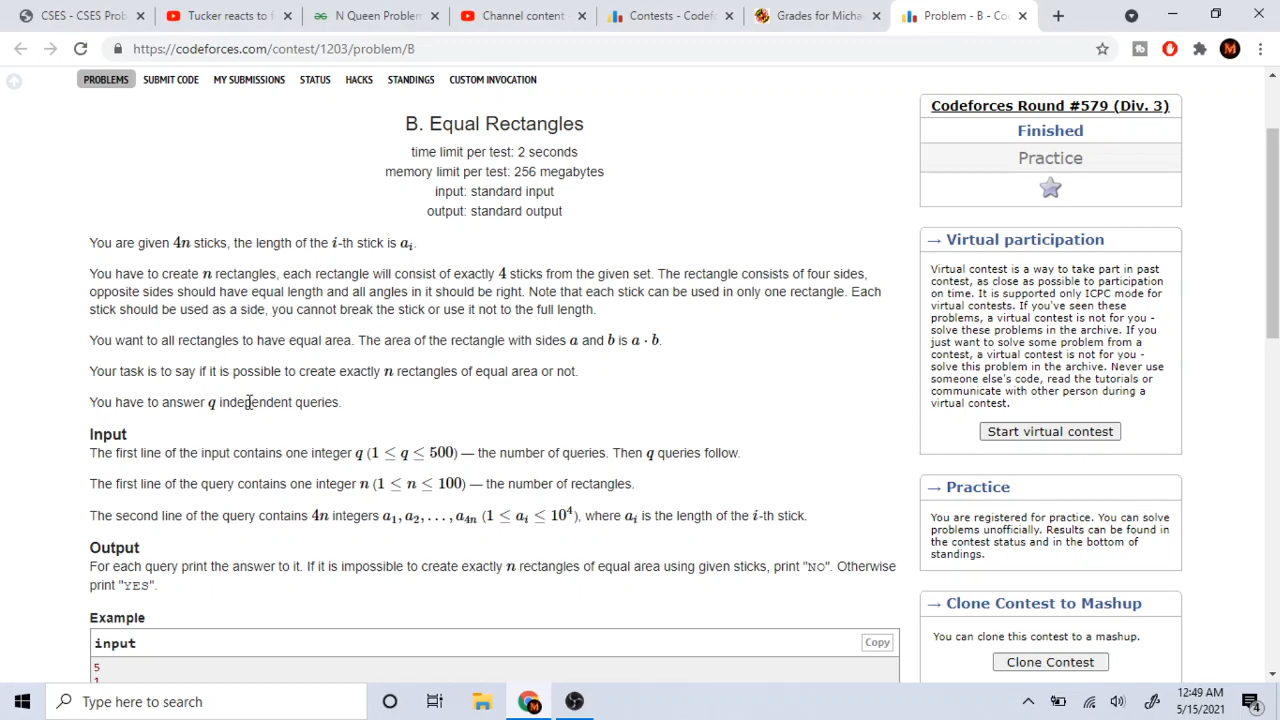 CSES - CSES Prob
Tucker reacts to f
N Queen Problem
Channel content -
Contests - Codef
Grades for Micha
Problem - B - Co
https://codeforces.com/contest/1203/problem/B
PROBLEMS SUBMIT CODE MY SUBMISSIONS STATUS HACKS STANDINGS CUSTOM INVOCATION
B. Equal Rectangles
time limit per test: 2 seconds
memory limit per test: 256 megabytes
input: standard input
output: standard output
You are given 4n sticks, the length of the i-th stick is aᵢ.
You have to create n rectangles, each rectangle will consist of exactly 4 sticks from the given set. The rectangle consists of four sides,
opposite sides should have equal length and all angles in it should be right. Note that each stick can be used in only one rectangle. Each
stick should be used as a side, you cannot break the stick or use it not to the full length.
You want to all rectangles to have equal area. The area of the rectangle with sides a and b is a · b.
Your task is to say if it is possible to create exactly n rectangles of equal area or not.
You have to answer q independent queries.
Input
The first line of the input contains one integer q (1 ≤ q ≤ 500) — the number of queries. Then q queries follow.
The first line of the query contains one integer n (1 ≤ n ≤ 100) — the number of rectangles.
The second line of the query contains 4n integers a₁, a₂, . . . , a₄ₙ (1 ≤ aᵢ ≤ 10⁴), where aᵢ is the length of the i-th stick.
Output
For each query print the answer to it. If it is impossible to create exactly n rectangles of equal area using given sticks, print "NO". Otherwise
print "YES".
Example
input
Copy
5
1
Codeforces Round #579 (Div. 3)
Finished
Practice
→ Virtual participation
Virtual contest is a way to take part in past
contest, as close as possible to participation
on time. It is supported only ICPC mode for
virtual contests. If you've seen these
problems, a virtual contest is not for you -
solve these problems in the archive. If you
just want to solve some problem from a
contest, a virtual contest is not for you -
solve this problem in the archive. Never use
someone else's code, read the tutorials or
communicate with other person during a
virtual contest.
Start virtual contest
→ Practice
You are registered for practice. You can solve
problems unofficially. Results can be found in
the contest status and in the bottom of
standings.
→ Clone Contest to Mashup
You can clone this contest to a mashup.
Clone Contest
Type here to search
12:49 AM
5/15/2021
4